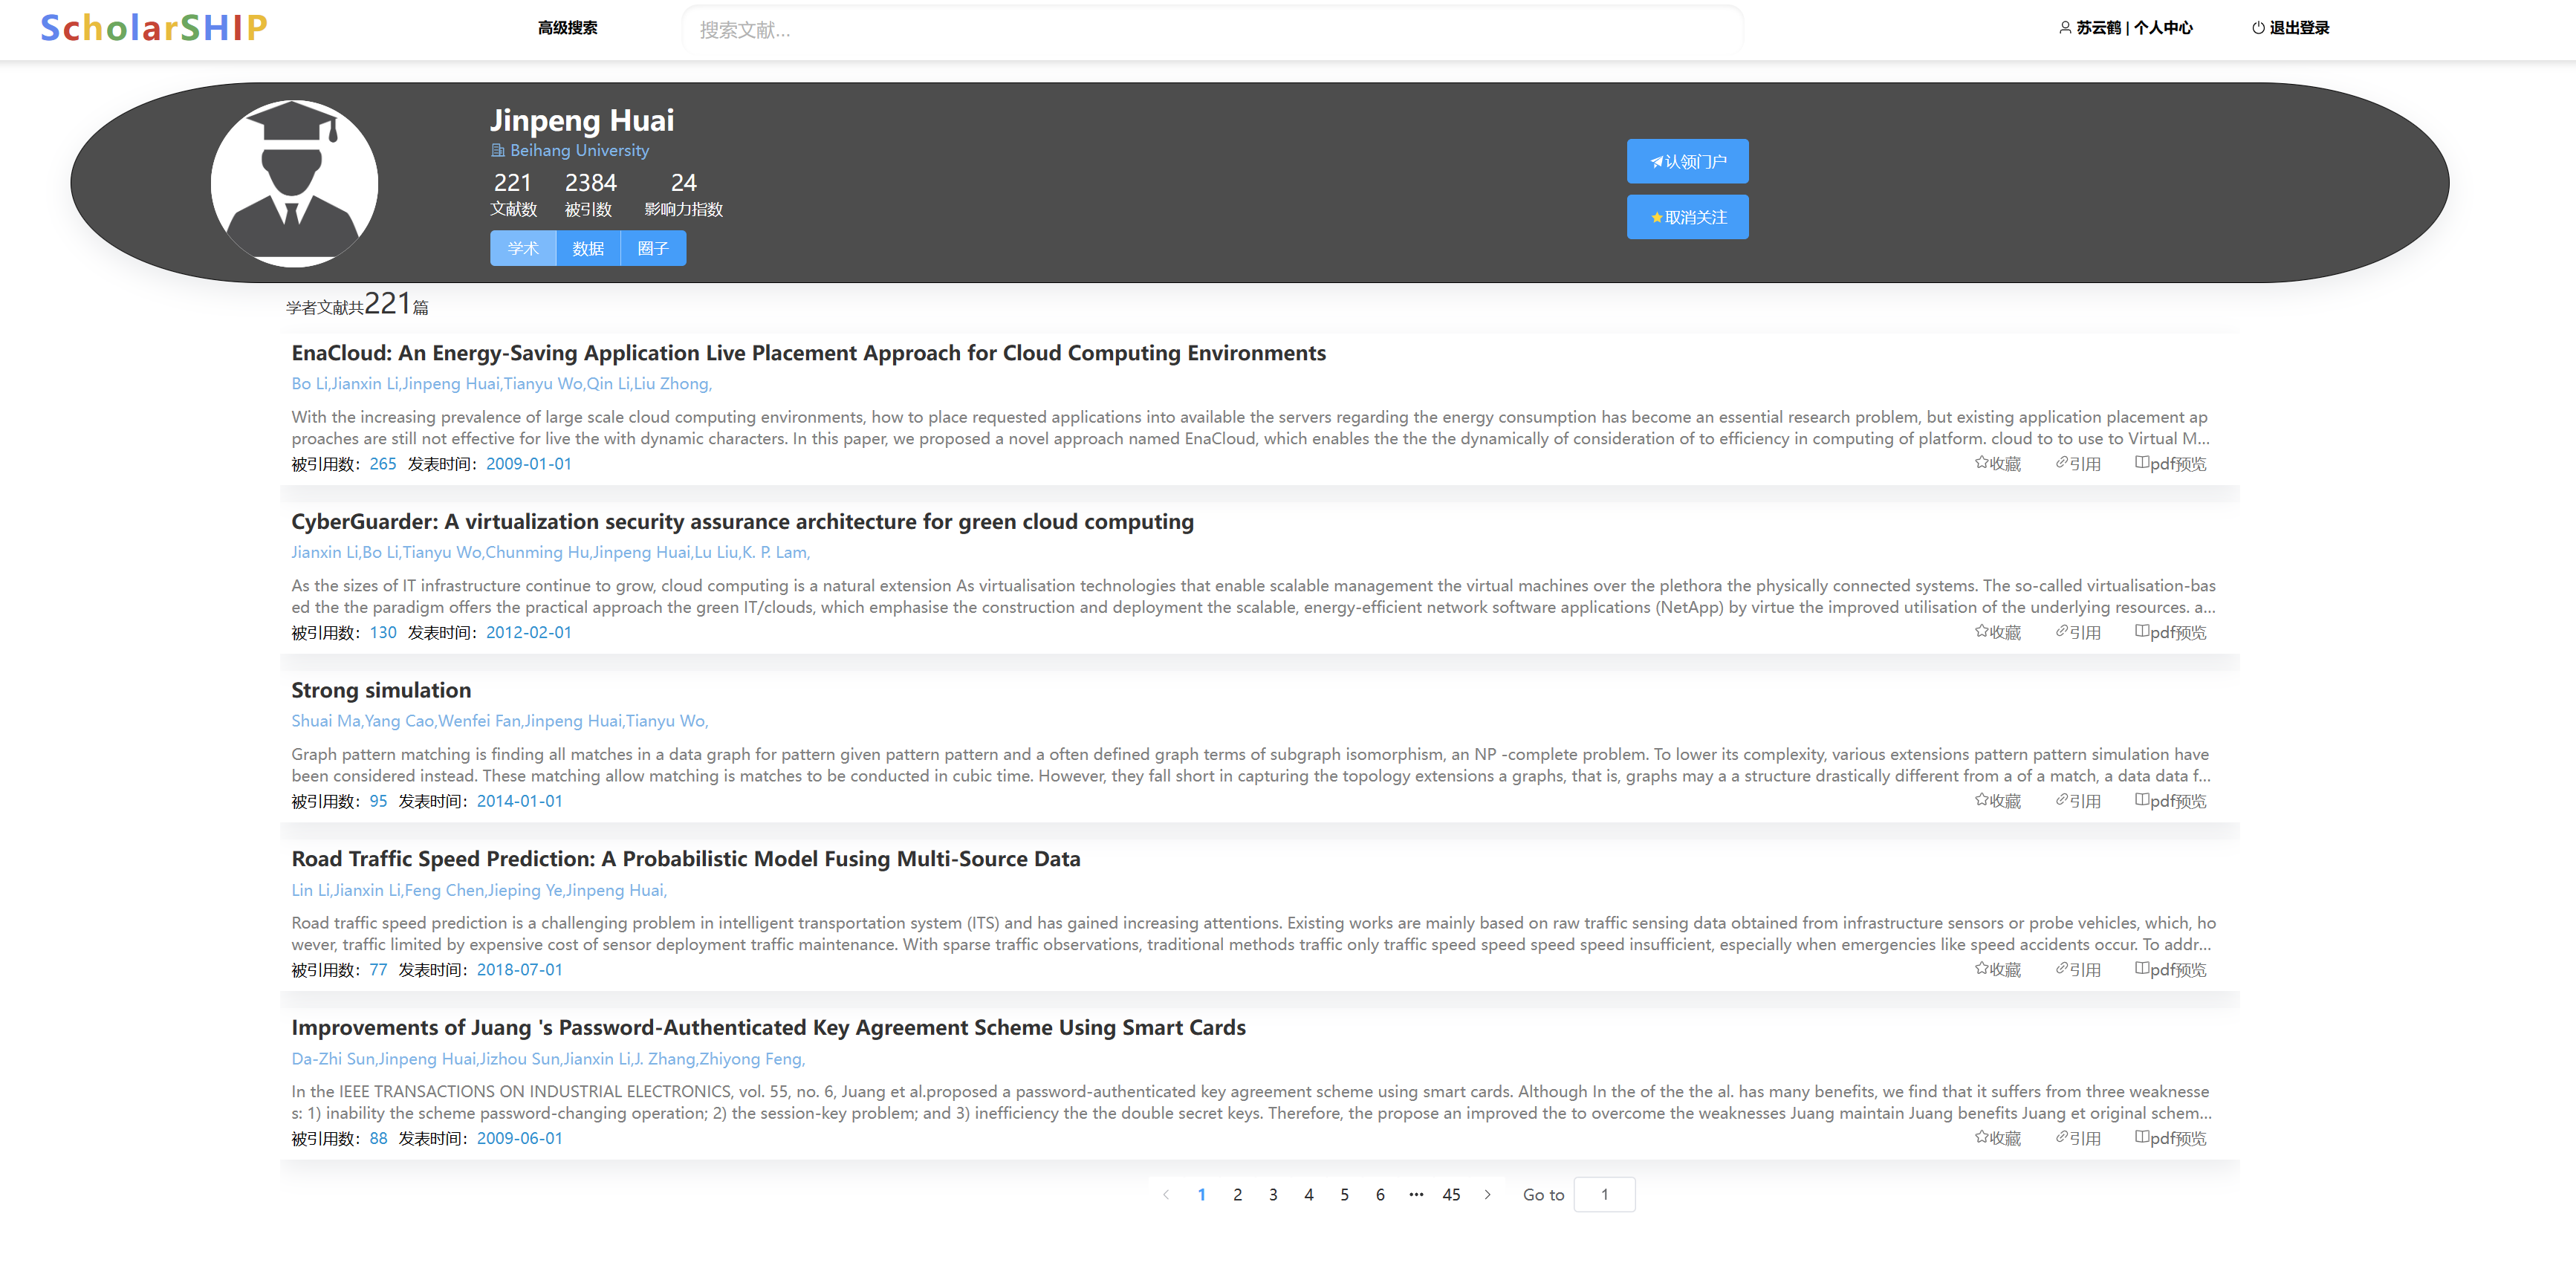 ScholarSHIP
高级搜索
搜索文献...
苏云鹤 | 个人中心
退出登录
Jinpeng Huai
Beihang University
221 2384 24
文献数 被引数 影响力指数
学术 数据 圈子
认领门户
取消关注
学者文献共221篇
EnaCloud: An Energy-Saving Application Live Placement Approach for Cloud Computing Environments
Bo Li,Jianxin Li,Jinpeng Huai,Tianyu Wo,Qin Li,Liu Zhong,
With the increasing prevalence of large scale cloud computing environments, how to place requested applications into available the servers regarding the energy consumption has become an essential research problem, but existing application placement ap
proaches are still not effective for live the with dynamic characters. In this paper, we proposed a novel approach named EnaCloud, which enables the the the dynamically of consideration of to efficiency in computing of platform. cloud to to use to Virtual M...
被引用数：265 发表时间：2009-01-01 收藏 引用 pdf预览
CyberGuarder: A virtualization security assurance architecture for green cloud computing
Jianxin Li,Bo Li,Tianyu Wo,Chunming Hu,Jinpeng Huai,Lu Liu,K. P. Lam,
As the sizes of IT infrastructure continue to grow, cloud computing is a natural extension As virtualisation technologies that enable scalable management the virtual machines over the plethora the physically connected systems. The so-called virtualisation-bas
ed the the paradigm offers the practical approach the green IT/clouds, which emphasise the construction and deployment the scalable, energy-efficient network software applications (NetApp) by virtue the improved utilisation of the underlying resources. a...
被引用数：130 发表时间：2012-02-01 收藏 引用 pdf预览
Strong simulation
Shuai Ma,Yang Cao,Wenfei Fan,Jinpeng Huai,Tianyu Wo,
Graph pattern matching is finding all matches in a data graph for pattern given pattern pattern and a often defined graph terms of subgraph isomorphism, an NP -complete problem. To lower its complexity, various extensions pattern pattern simulation have
been considered instead. These matching allow matching is matches to be conducted in cubic time. However, they fall short in capturing the topology extensions a graphs, that is, graphs may a a structure drastically different from a of a match, a data data f...
被引用数：95 发表时间：2014-01-01 收藏 引用 pdf预览
Road Traffic Speed Prediction: A Probabilistic Model Fusing Multi-Source Data
Lin Li,Jianxin Li,Feng Chen,Jieping Ye,Jinpeng Huai,
Road traffic speed prediction is a challenging problem in intelligent transportation system (ITS) and has gained increasing attentions. Existing works are mainly based on raw traffic sensing data obtained from infrastructure sensors or probe vehicles, which, ho
wever, traffic limited by expensive cost of sensor deployment traffic maintenance. With sparse traffic observations, traditional methods traffic only traffic speed speed speed speed insufficient, especially when emergencies like speed accidents occur. To addr...
被引用数：77 发表时间：2018-07-01 收藏 引用 pdf预览
Improvements of Juang 's Password-Authenticated Key Agreement Scheme Using Smart Cards
Da-Zhi Sun,Jinpeng Huai,Jizhou Sun,Jianxin Li,J. Zhang,Zhiyong Feng,
In the IEEE TRANSACTIONS ON INDUSTRIAL ELECTRONICS, vol. 55, no. 6, Juang et al.proposed a password-authenticated key agreement scheme using smart cards. Although In the of the the al. has many benefits, we find that it suffers from three weaknesse
s: 1) inability the scheme password-changing operation; 2) the session-key problem; and 3) inefficiency the the double secret keys. Therefore, the propose an improved the to overcome the weaknesses Juang maintain Juang benefits Juang et original schem...
被引用数：88 发表时间：2009-06-01 收藏 引用 pdf预览
1 2 3 4 5 6 ... 45 Go to 1